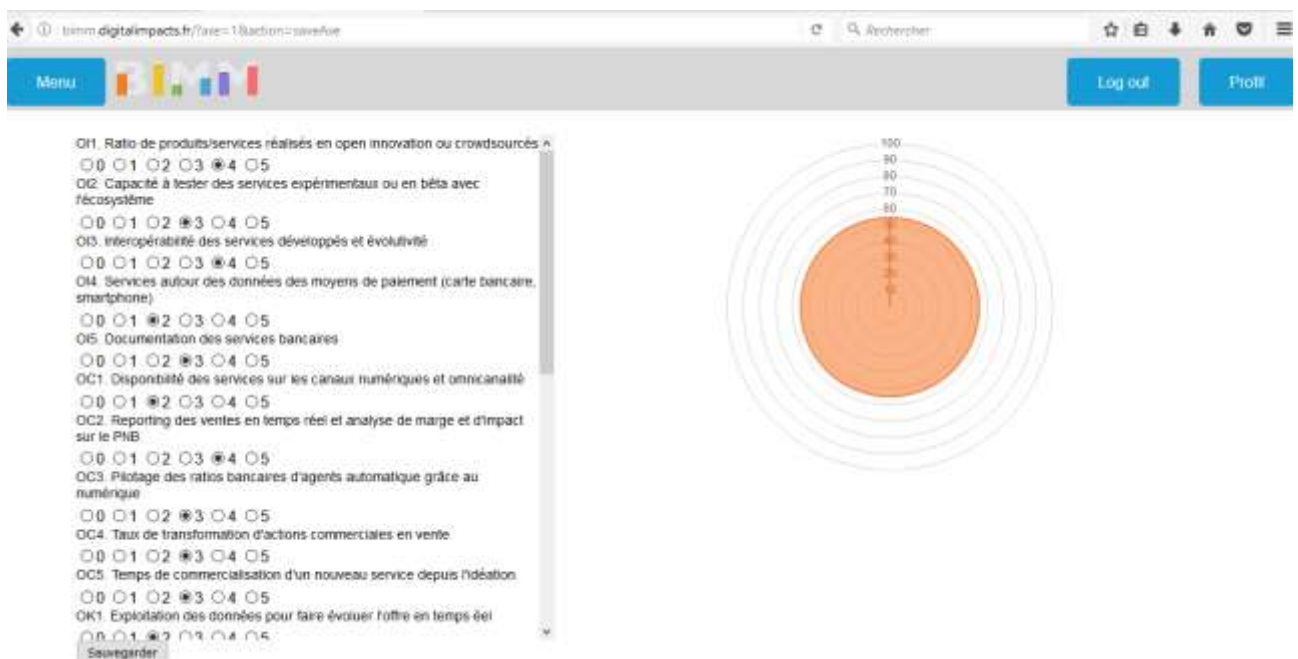 bimm.digitalimpacts.fr/?axe=1&action=saveAxe
Rechercher
Menu
BIMM
Log out
Profil
OI1. Ratio de produits/services réalisés en open innovation ou crowdsourcés
0 1 2 3 4 5
OI2. Capacité à tester des services expérimentaux ou en bêta avec
l'écosystème
0 1 2 3 4 5
OI3. Interopérabilité des services développés et évolutivité
0 1 2 3 4 5
OI4. Services autour des données des moyens de paiement (carte bancaire,
smartphone)
0 1 2 3 4 5
OI5. Documentation des services bancaires
0 1 2 3 4 5
OC1. Disponibilité des services sur les canaux numériques et omnicanalité
0 1 2 3 4 5
OC2. Reporting des ventes en temps réel et analyse de marge et d'impact
sur le PNB
0 1 2 3 4 5
OC3. Pilotage des ratios bancaires d'agents automatique grâce au
numérique
0 1 2 3 4 5
OC4. Taux de transformation d'actions commerciales en vente
0 1 2 3 4 5
OC5. Temps de commercialisation d'un nouveau service depuis l'idéation
0 1 2 3 4 5
OK1. Exploitation des données pour faire évoluer l'offre en temps éel
0 1 2 3 4 5
Sauvegarder
100
90
80
70
60